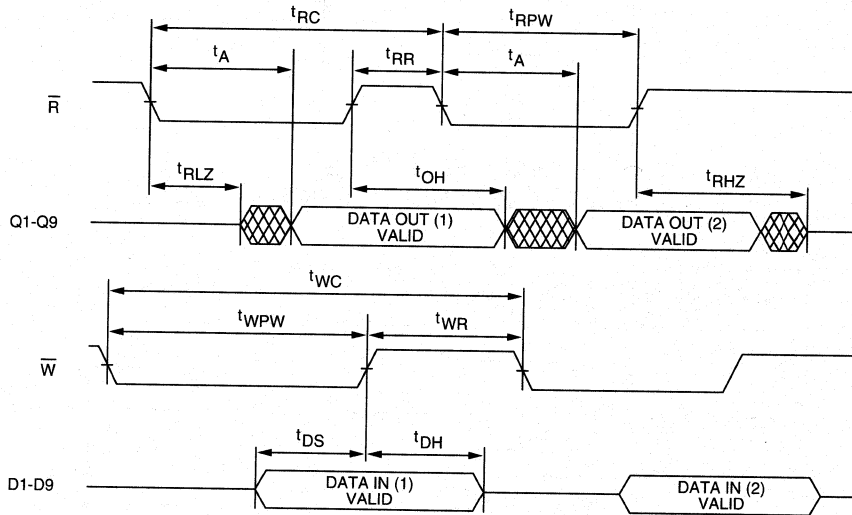 tRC
tRPW
tA
tRR
tA
R̅
tRLZ
tOH
tRHZ
Q1-Q9
DATA OUT (1)
VALID
DATA OUT (2)
VALID
tWC
tWPW
tWR
W̅
tDS
tDH
D1-D9
DATA IN (1)
VALID
DATA IN (2)
VALID